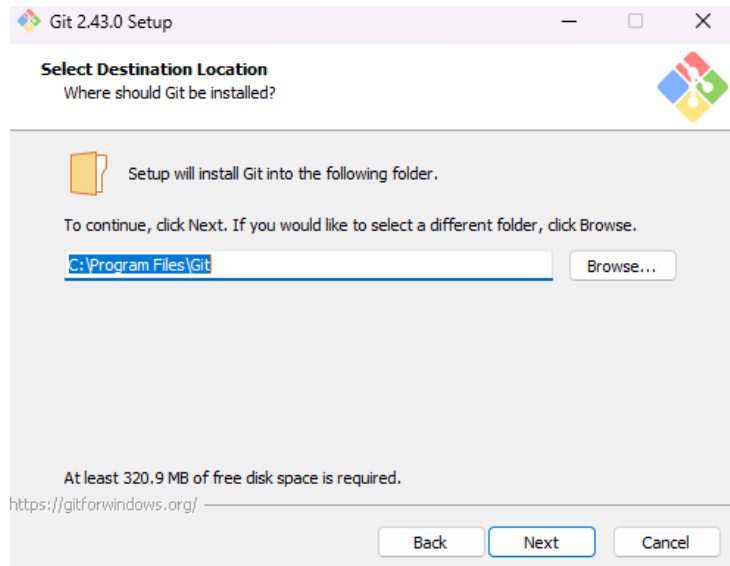 Git 2.43.0 Setup
Select Destination Location
Where should Git be installed?
Setup will install Git into the following folder.
To continue, click Next. If you would like to select a different folder, click Browse.
C:\Program Files\Git
Browse...
At least 320.9 MB of free disk space is required.
https://gitforwindows.org/
Back
Next
Cancel